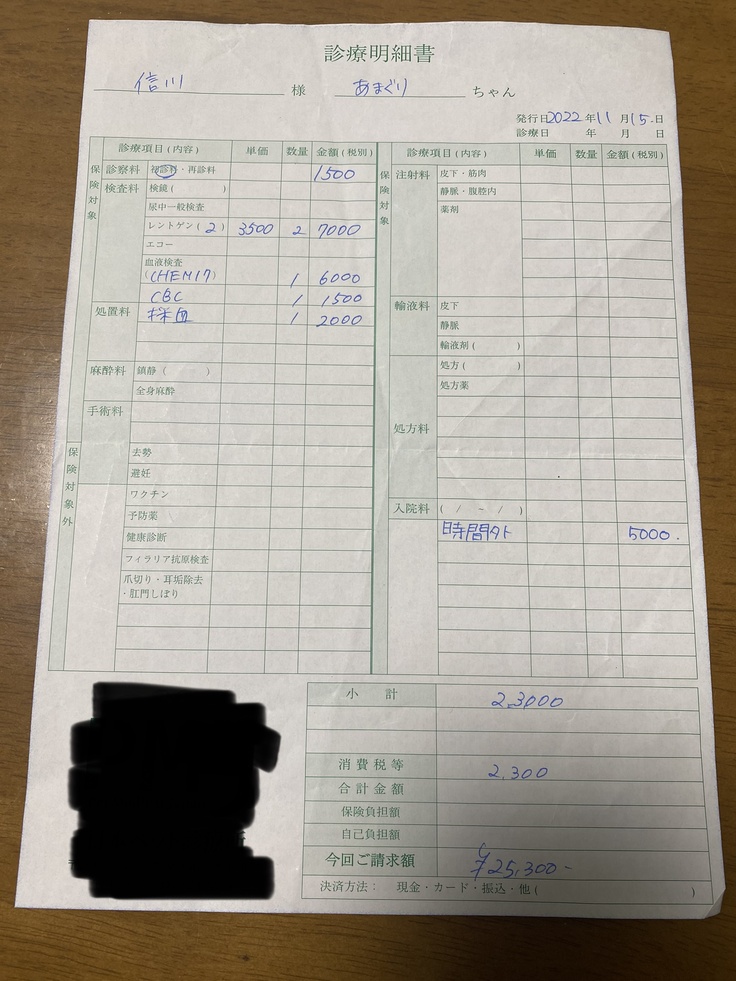 診療明細書
信川 様 あまぐり ちゃん
発行日2022年11月15日
診療日 年 月 日
診療項目(内容) 単価 数量 金額(税別)
保険対象
診察料 初診料・再診料 1500
検査料 検鏡( )
尿中一般検査
レントゲン(2) 3500 2 7000
エコー
血液検査
(CHEM17) 1 6000
CBC 1 1500
処置料 採血 1 2000
麻酔料 鎮静( )
全身麻酔
手術料
保険対象外
去勢
避妊
ワクチン
予防薬
健康診断
フィラリア抗原検査
爪切り・耳垢除去
・肛門しぼり
診療項目(内容) 単価 数量 金額(税別)
保険対象
注射料 皮下・筋肉
静脈・腹腔内
薬剤
輸液料 皮下
静脈
輸液剤( )
処方( )
処方薬
処方料
入院料 ( / - / )
時間外 5000.
小計 2,3000
消費税等 2,300
合計金額
保険負担額
自己負担額
今回ご請求額 ¥25,300-
決済方法: 現金・カード・振込・他( )